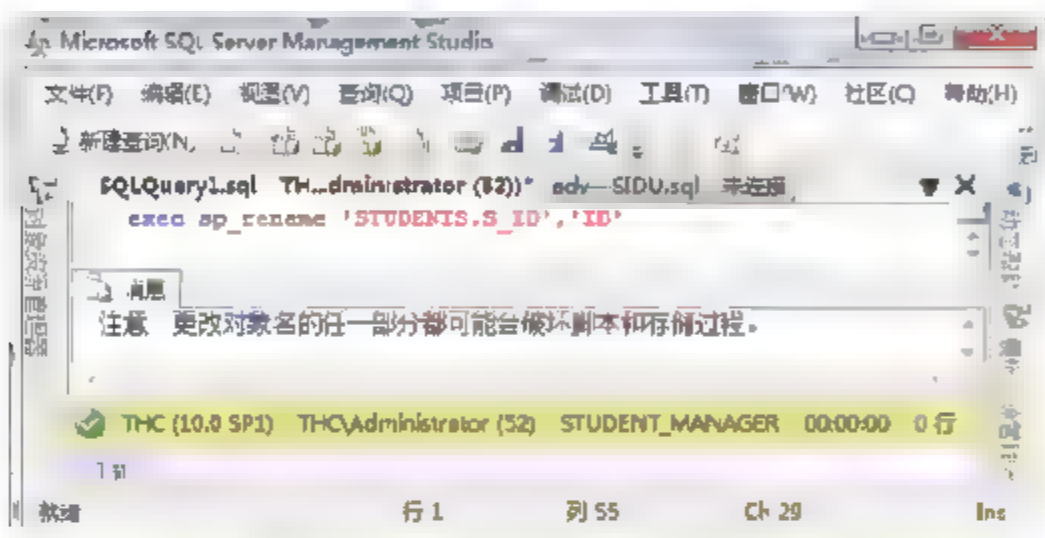 Microsoft SQL Server Management Studio
文件(F) 编辑(E) 视图(V) 查询(Q) 项目(P) 调试(D) 工具(T) 窗口(W) 社区(C) 帮助(H)
新建查询(N)
SQLQuery1.sql TH...dministrator (52))* adv SIDU.sql 未连接
exec sp_rename 'STUDENTS.S_ID','ID'
消息
注意 更改对象名的任一部分都可能会破坏脚本和存储过程。
THC (10.0 SP1) THC\Administrator (52) STUDENT_MANAGER 00:00:00 0 行
就绪 行 1 列 55 Ch 29 Ins